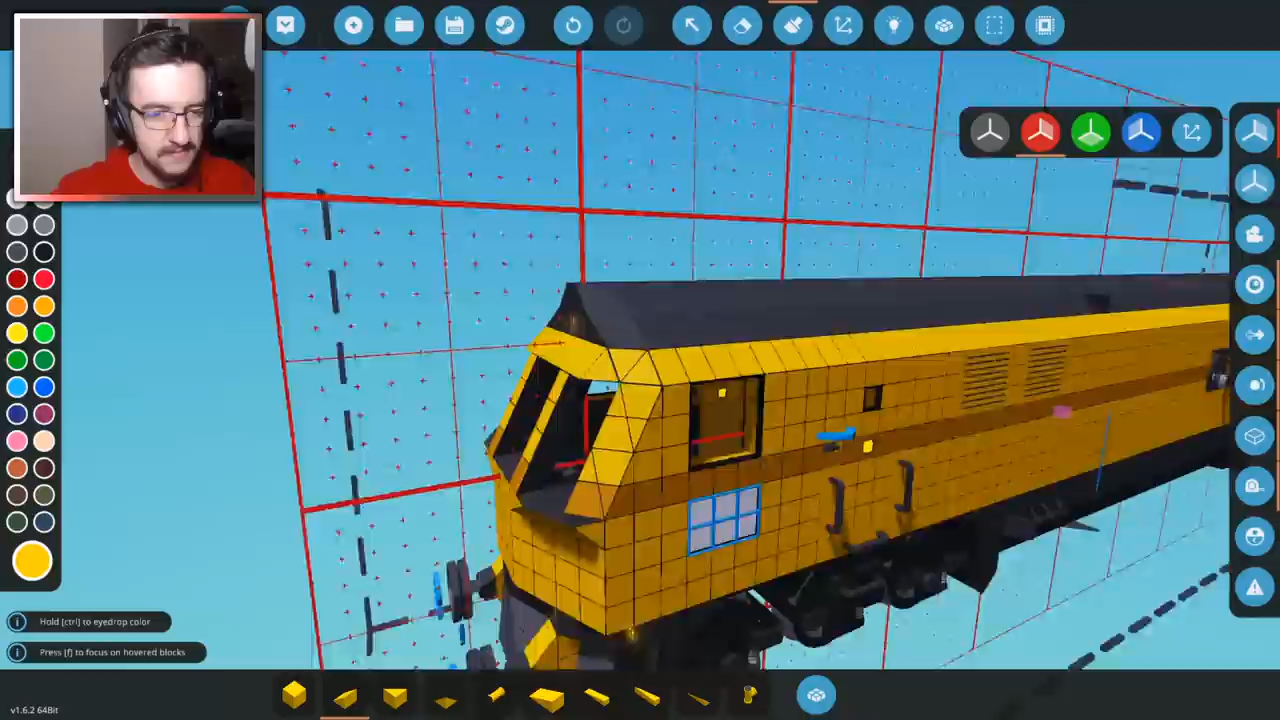 Hold [ctrl] to eyedrop color
Press [f] to focus on hovered blocks
v1.6.2 64Bit